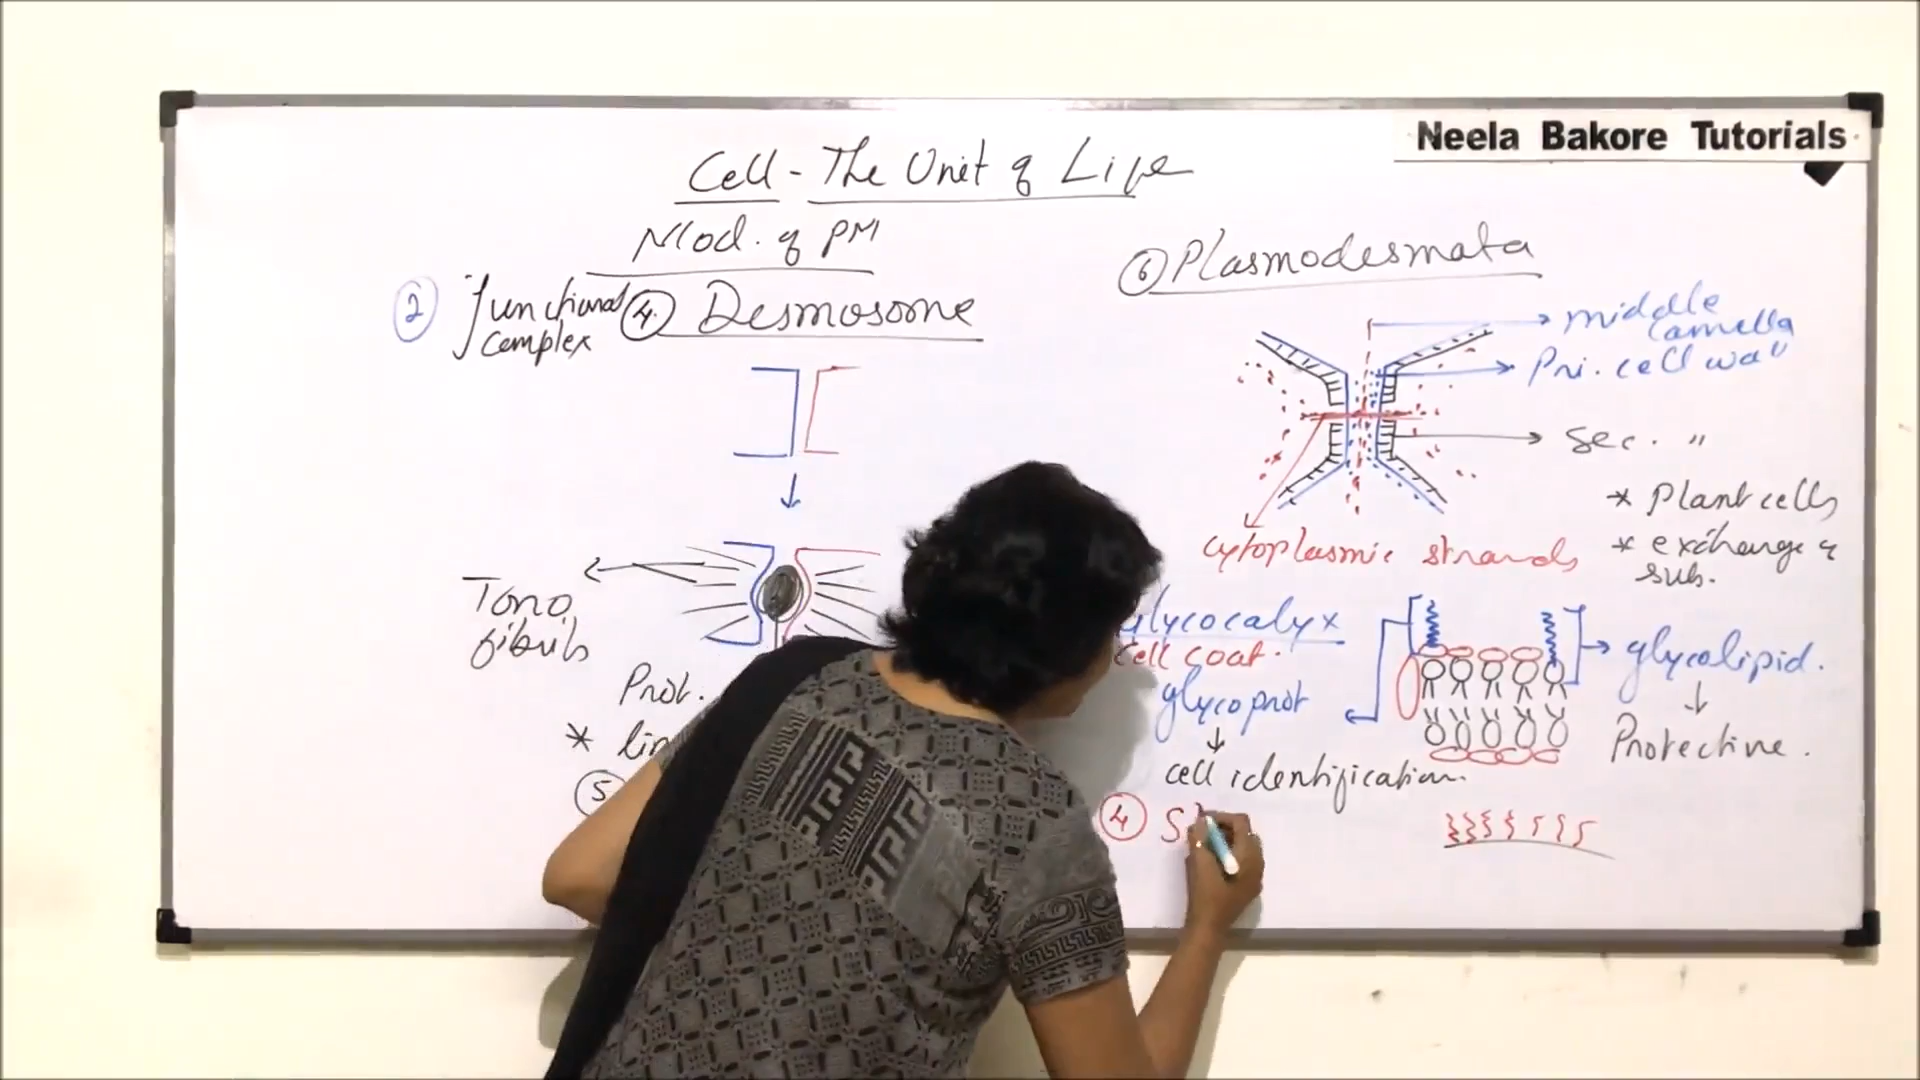 Neela Bakore Tutorials
Cell - The Unit of Life
Mod. of PM
② Junctional complex
④ Desmosome
Tono fibrils
Prot.
*
⑤
⑥ Plasmodesmata
middle lamella
Pri. cell wall
Sec. "
* Plant cells
* exchange of sub.
cytoplasmic strands
Glycocalyx
cell coat.
glycoprot
↓
cell identification.
glycolipid.
↓
Protective.
④